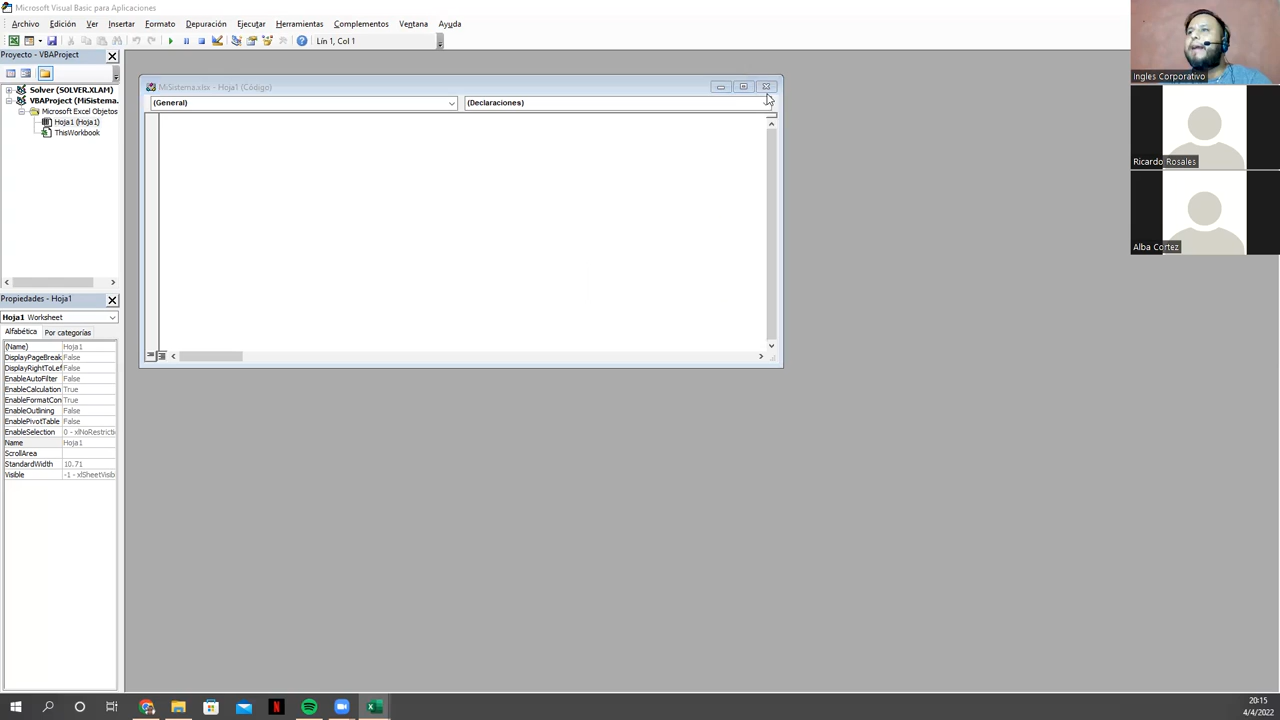 Microsoft Visual Basic para Aplicaciones
Archivo Edición Ver Insertar Formato Depuración Ejecutar Herramientas Complementos Ventana Ayuda
Lín 1, Col 1
Proyecto - VBAProject
Solver (SOLVER.XLAM)
VBAProject (MiSistema.
Microsoft Excel Objetos
Hoja1 (Hoja1)
ThisWorkbook
MiSistema.xlsx - Hoja1 (Código)
(General) (Declaraciones)
Ingles Corporativo
Ricardo Rosales
Alba Cortez
Propiedades - Hoja1
Hoja1 Worksheet
Alfabética Por categorías
(Name) Hoja1
DisplayPageBreak False
DisplayRightToLef False
EnableAutoFilter False
EnableCalculation True
EnableFormatCon True
EnableOutlining False
EnablePivotTable False
EnableSelection 0 - xlNoRestricti
Name Hoja1
ScrollArea
StandardWidth 10.71
Visible -1 - xlSheetVisib
20:15
4/4/2022